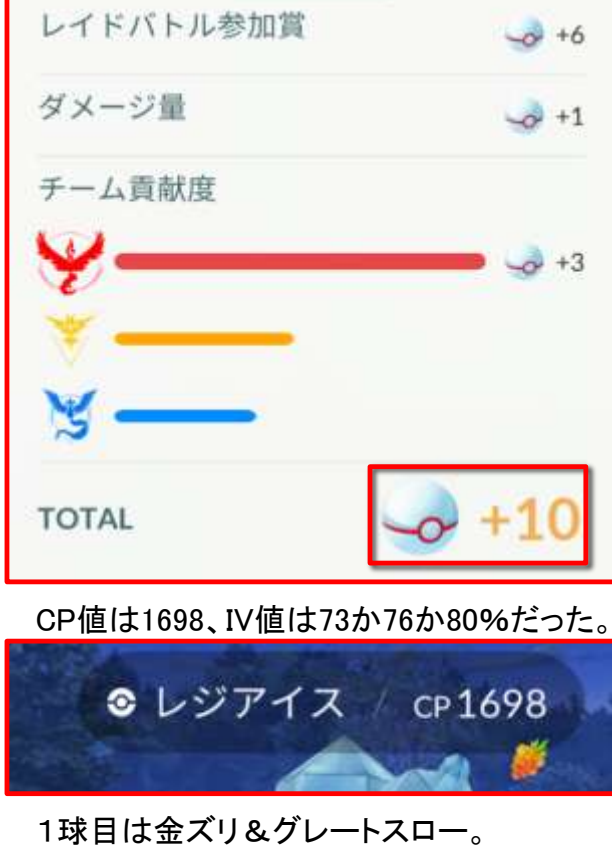 レイドバトル参加賞 +6
ダメージ量 +1
チーム貢献度
+3
TOTAL +10
CP値は1698、IV値は73か76か80%だった。
レジアイス / CP1698
１球目は金ズリ＆グレートスロー。